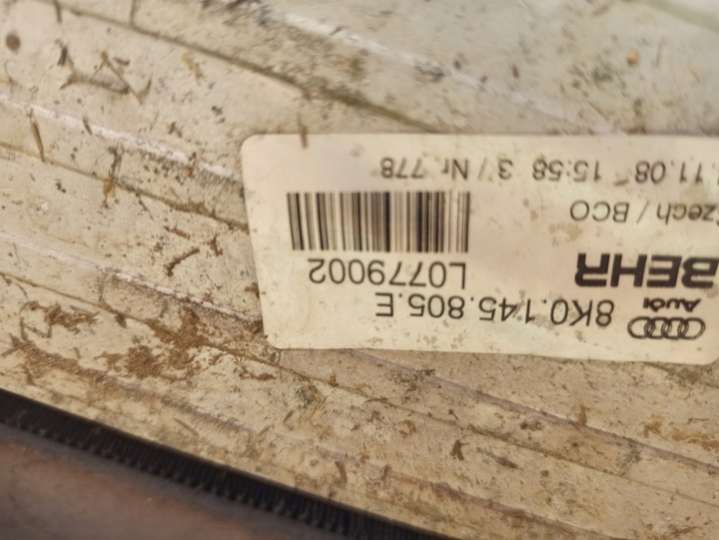 Audi 8K0.145.805.E
BEHR L0779002
zech / BCO
.11.08 15:58 3 / Nr. 778